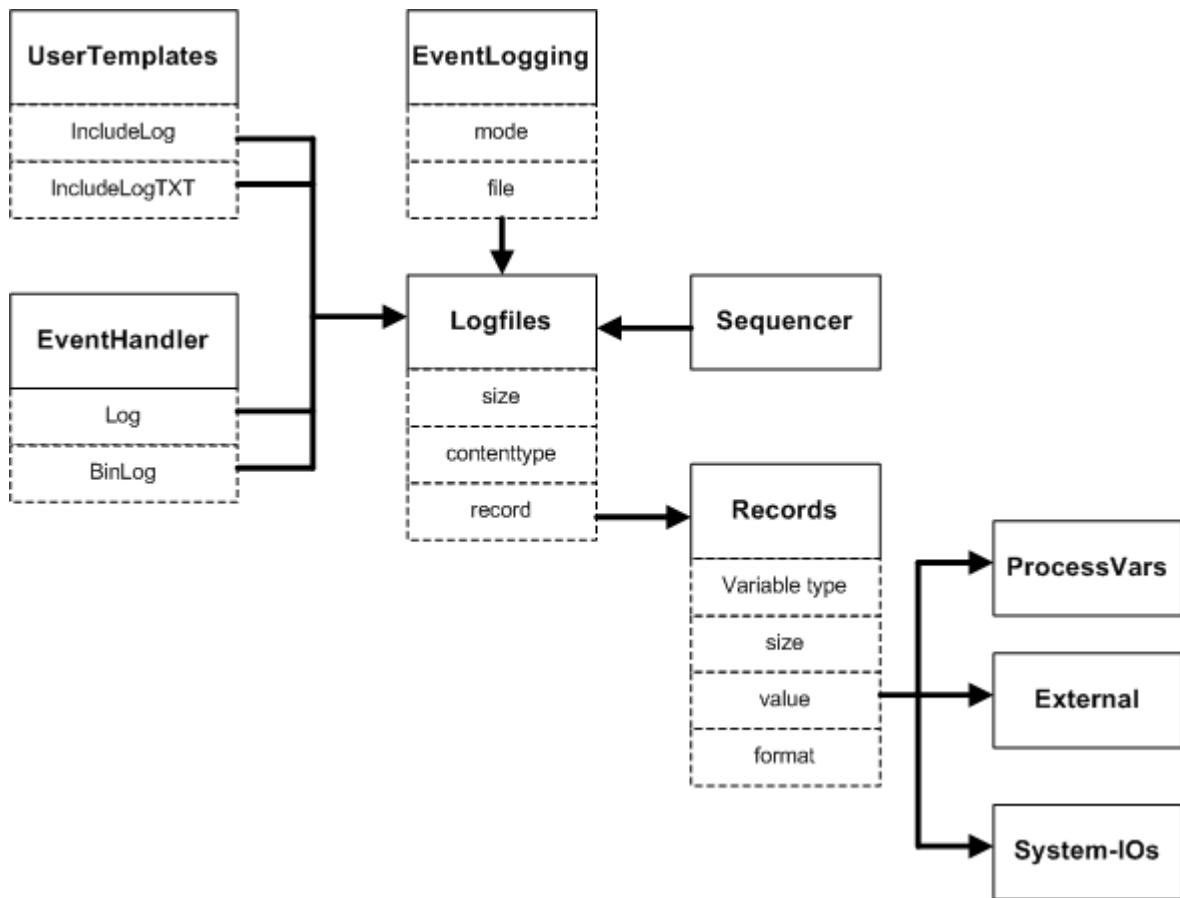 UserTemplates
IncludeLog
IncludeLogTXT
EventLogging
mode
file
EventHandler
Log
BinLog
Logfiles
size
contenttype
record
Sequencer
Records
Variable type
size
value
format
ProcessVars
External
System-IOs